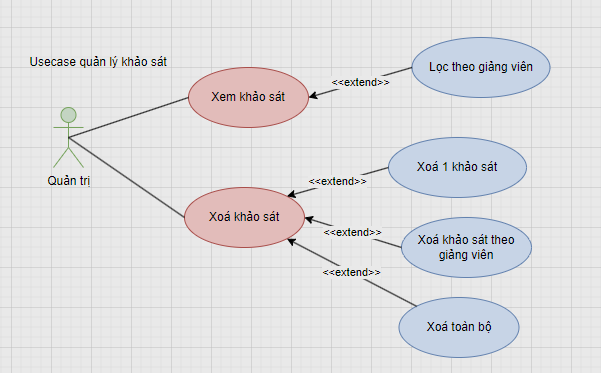 Usecase quản lý khảo sát
Lọc theo giảng viên
<<extend>>
Xem khảo sát
Quản trị
Xoá 1 khảo sát
<<extend>>
Xoá khảo sát
<<extend>>
Xoá khảo sát theo
giảng viên
<<extend>>
Xoá toàn bộ